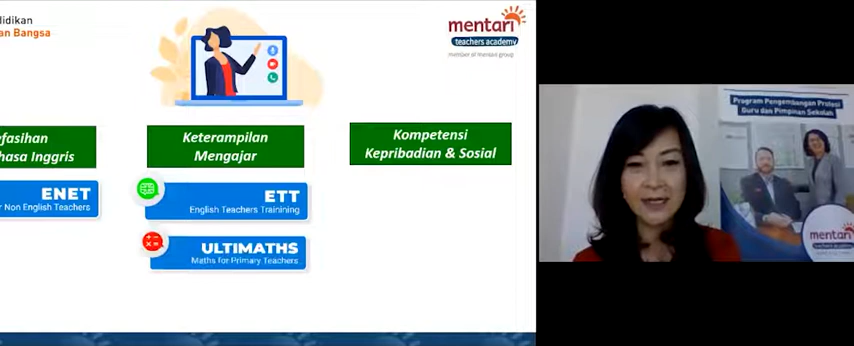 didikan
an Bangsa
mentari
teachers academy
member of mentari group
efasihan
hasa Inggris
Keterampilan
Mengajar
Kompetensi
Kepribadian & Sosial
ENET
r Non English Teachers
ETT
English Teachers Trainining
ULTIMATHS
Maths for Primary Teachers
Program Pengembangan Profesi
Guru dan Pimpinan Sekolah
mentari
teachers academy